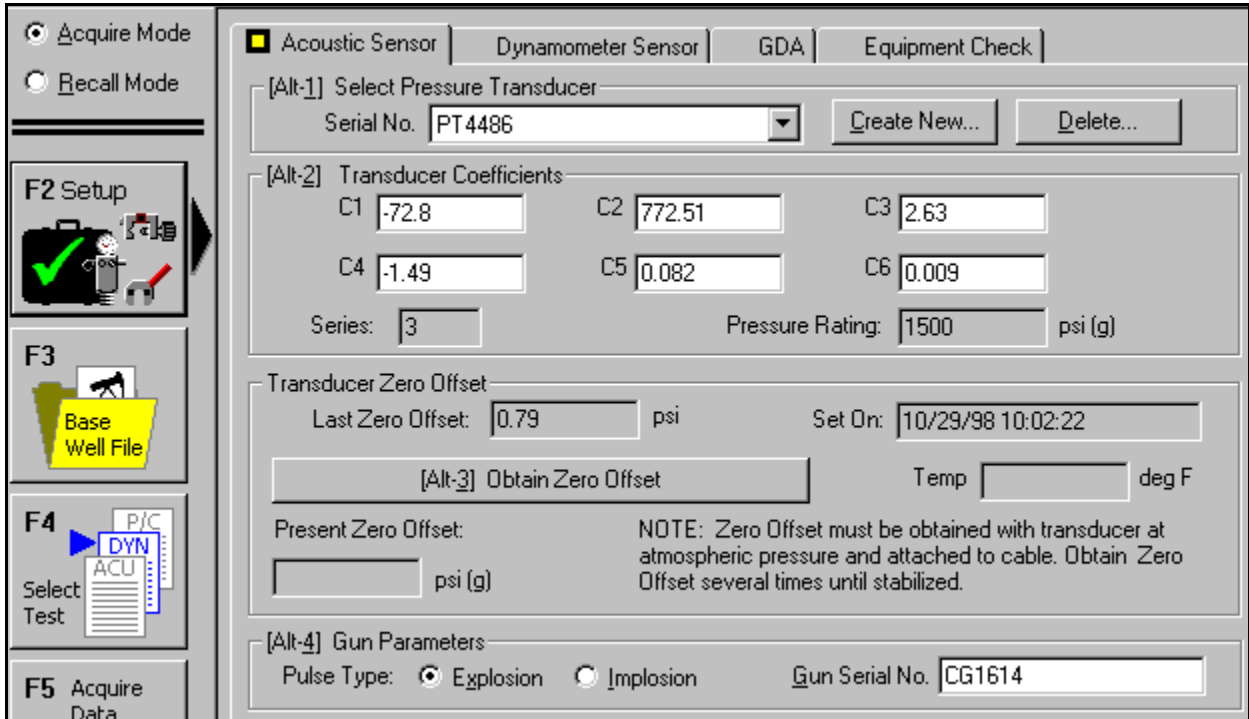 Acquire Mode
Recall Mode
F2 Setup
F3
Base
Well File
F4
P/C
DYN
ACU
Select
Test
F5 Acquire
Data
Acoustic Sensor Dynamometer Sensor GDA Equipment Check
[Alt-1] Select Pressure Transducer
Serial No. PT4486 Create New... Delete...
[Alt-2] Transducer Coefficients
C1 -72.8 C2 772.51 C3 2.63
C4 -1.49 C5 0.082 C6 0.009
Series: 3 Pressure Rating: 1500 psi (g)
Transducer Zero Offset
Last Zero Offset: 0.79 psi Set On: 10/29/98 10:02:22
[Alt-3] Obtain Zero Offset Temp deg F
Present Zero Offset:
psi (g)
NOTE: Zero Offset must be obtained with transducer at
atmospheric pressure and attached to cable. Obtain Zero
Offset several times until stabilized.
[Alt-4] Gun Parameters
Pulse Type: Explosion Implosion Gun Serial No. CG1614